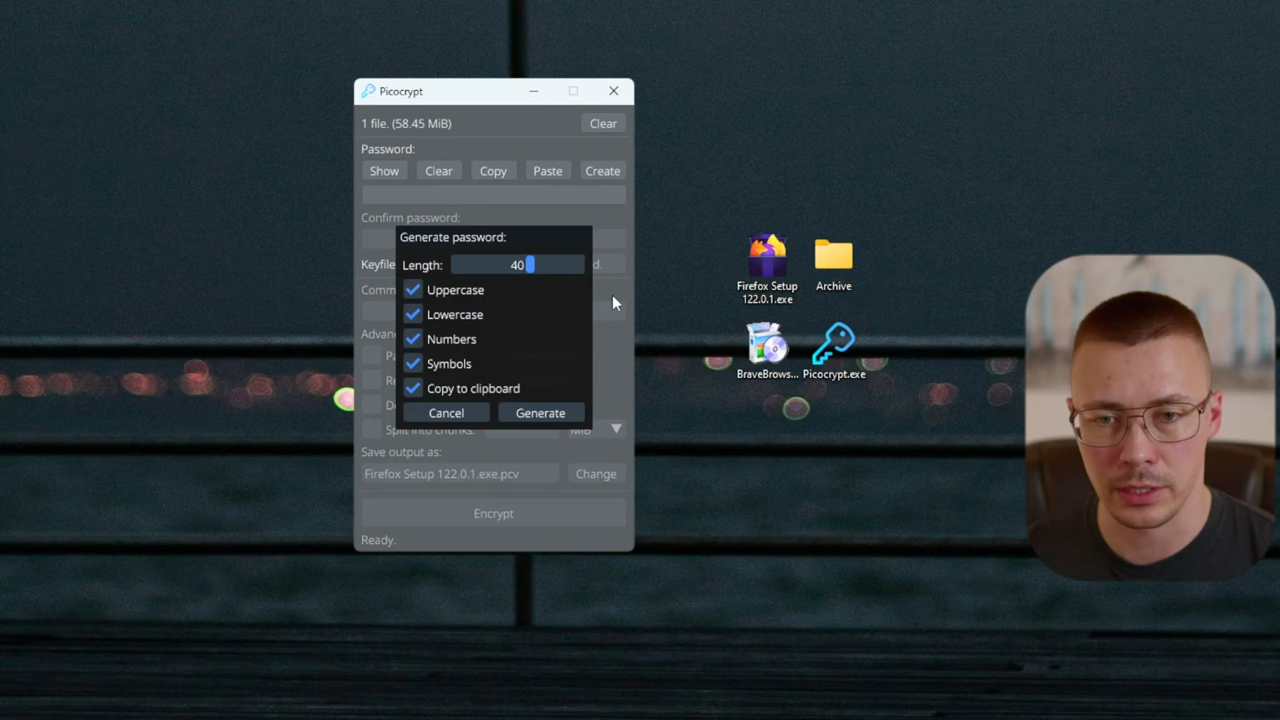 Picocrypt
1 file. (58.45 MiB)
Clear
Password:
Show Clear Copy Paste Create
Confirm password:
Generate password:
Keyfile
Length: 40
d.
Comm
Uppercase
Lowercase
Advan
Numbers
Pa
Symbols
Re
Copy to clipboard
D
Cancel Generate
Split into chunks:
MiB
Save output as:
Firefox Setup 122.0.1.exe.pcv
Change
Encrypt
Ready.
Firefox Setup
122.0.1.exe
Archive
BraveBrows...
Picocrypt.exe